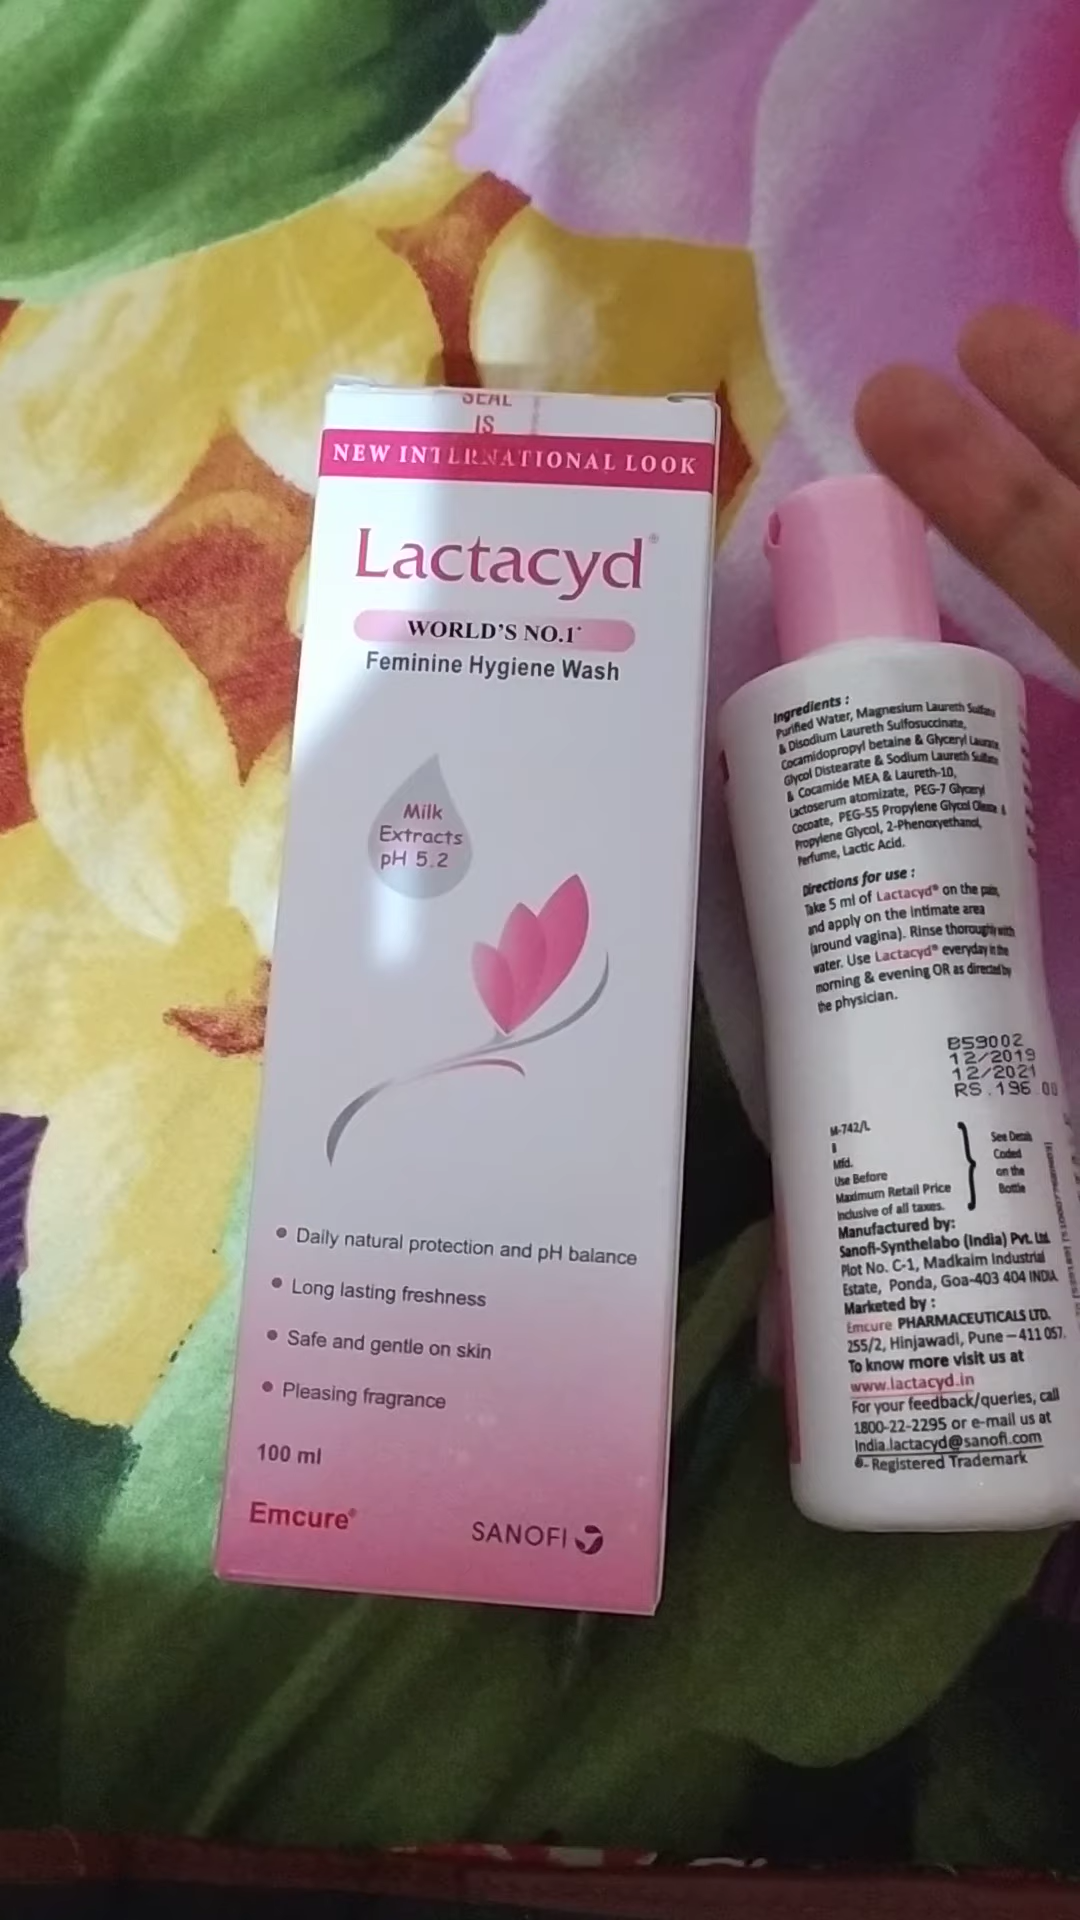 SEAL
IS
NEW INTERNATIONAL LOOK
Lactacyd®
WORLD'S NO.1*
Feminine Hygiene Wash
Milk
Extracts
pH 5.2
• Daily natural protection and pH balance
• Long lasting freshness
• Safe and gentle on skin
• Pleasing fragrance
100 ml
Emcure®
SANOFI
Ingredients :
Purified Water, Magnesium Laureth Sulfate
& Disodium Laureth Sulfosuccinate,
Cocamidopropyl betaine & Glyceryl Laurate,
Glycol Distearate & Sodium Laureth Sulfate
& Cocamide MEA & Laureth-10,
Lactoserum atomizate, PEG-7 Glyceryl
Cocoate, PEG-55 Propylene Glycol Oleate &
Propylene Glycol, 2-Phenoxyethanol,
Perfume, Lactic Acid.
Directions for use :
Take 5 ml of Lactacyd® on the palm,
and apply on the intimate area
(around vagina). Rinse thoroughly with
water. Use Lactacyd® everyday in the
morning & evening OR as directed by
the physician.
B59002
12/2019
12/2021
RS.196.00
M-742/L
B
Mfd.
Use Before
Maximum Retail Price
Inclusive of all taxes.
See Details
Coded
on the
Bottle
Manufactured by:
Sanofi-Synthelabo (India) Pvt. Ltd.
Plot No. C-1, Madkaim Industrial
Estate, Ponda, Goa-403 404 INDIA
Marketed by :
Emcure PHARMACEUTICALS LTD.
255/2, Hinjawadi, Pune – 411 057.
To know more visit us at
www.lactacyd.in
For your feedback/queries, call
1800-22-2295 or e-mail us at
India.lactacyd@sanofi.com
®- Registered Trademark